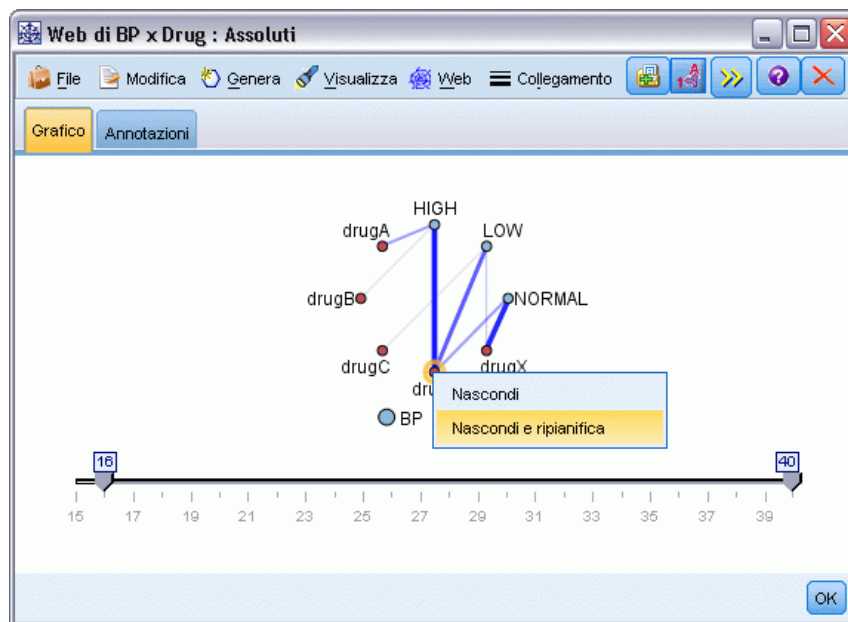 Web di BP x Drug : Assoluti
File Modifica Genera Visualizza Web Collegamento
Grafico Annotazioni
HIGH
drugA LOW
drugB NORMAL
drugC drugX
Nascondi
BP
Nascondi e ripianifica
16 40
15 17 19 21 23 25 27 29 31 33 35 37 39
OK